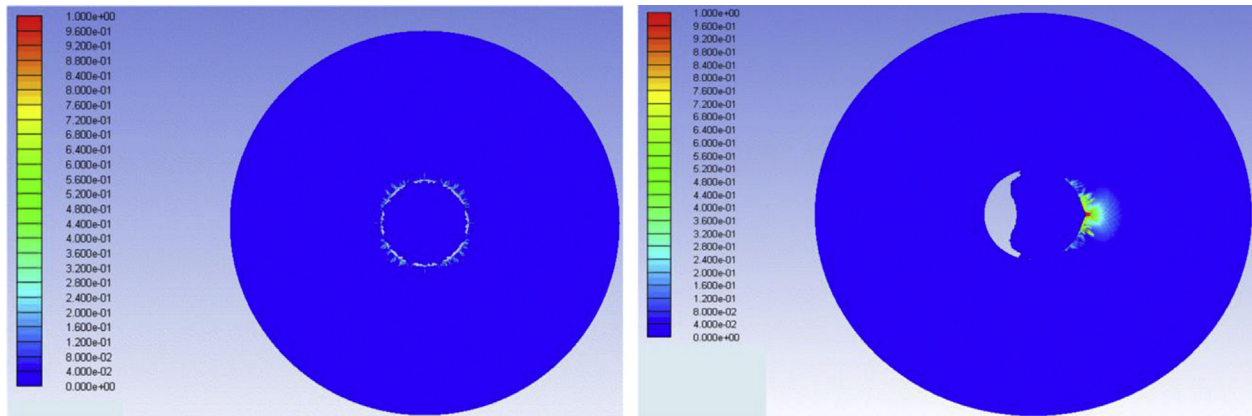 1.000e+00
9.600e-01
9.200e-01
8.800e-01
8.400e-01
8.000e-01
7.600e-01
7.200e-01
6.800e-01
6.400e-01
6.000e-01
5.600e-01
5.200e-01
4.800e-01
4.400e-01
4.000e-01
3.600e-01
3.200e-01
2.800e-01
2.400e-01
2.000e-01
1.600e-01
1.200e-01
8.000e-02
4.000e-02
0.000e+00
1.000e+00
9.600e-01
9.200e-01
8.800e-01
8.400e-01
8.000e-01
7.600e-01
7.200e-01
6.800e-01
6.400e-01
6.000e-01
5.600e-01
5.200e-01
4.800e-01
4.400e-01
4.000e-01
3.600e-01
3.200e-01
2.800e-01
2.400e-01
2.000e-01
1.600e-01
1.200e-01
8.000e-02
4.000e-02
0.000e+00